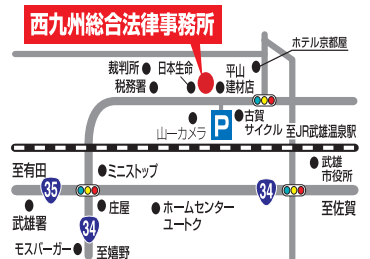 西九州総合法律事務所
ホテル京都屋
裁判所
日本生命
平山
建材店
税務署
山一カメラ
P
古賀
サイクル
至JR武雄温泉駅
至有田
35
ミニストップ
34
武雄
市役所
武雄署
庄屋
ホームセンター
ユートク
至佐賀
34
モスバーガー
至嬉野